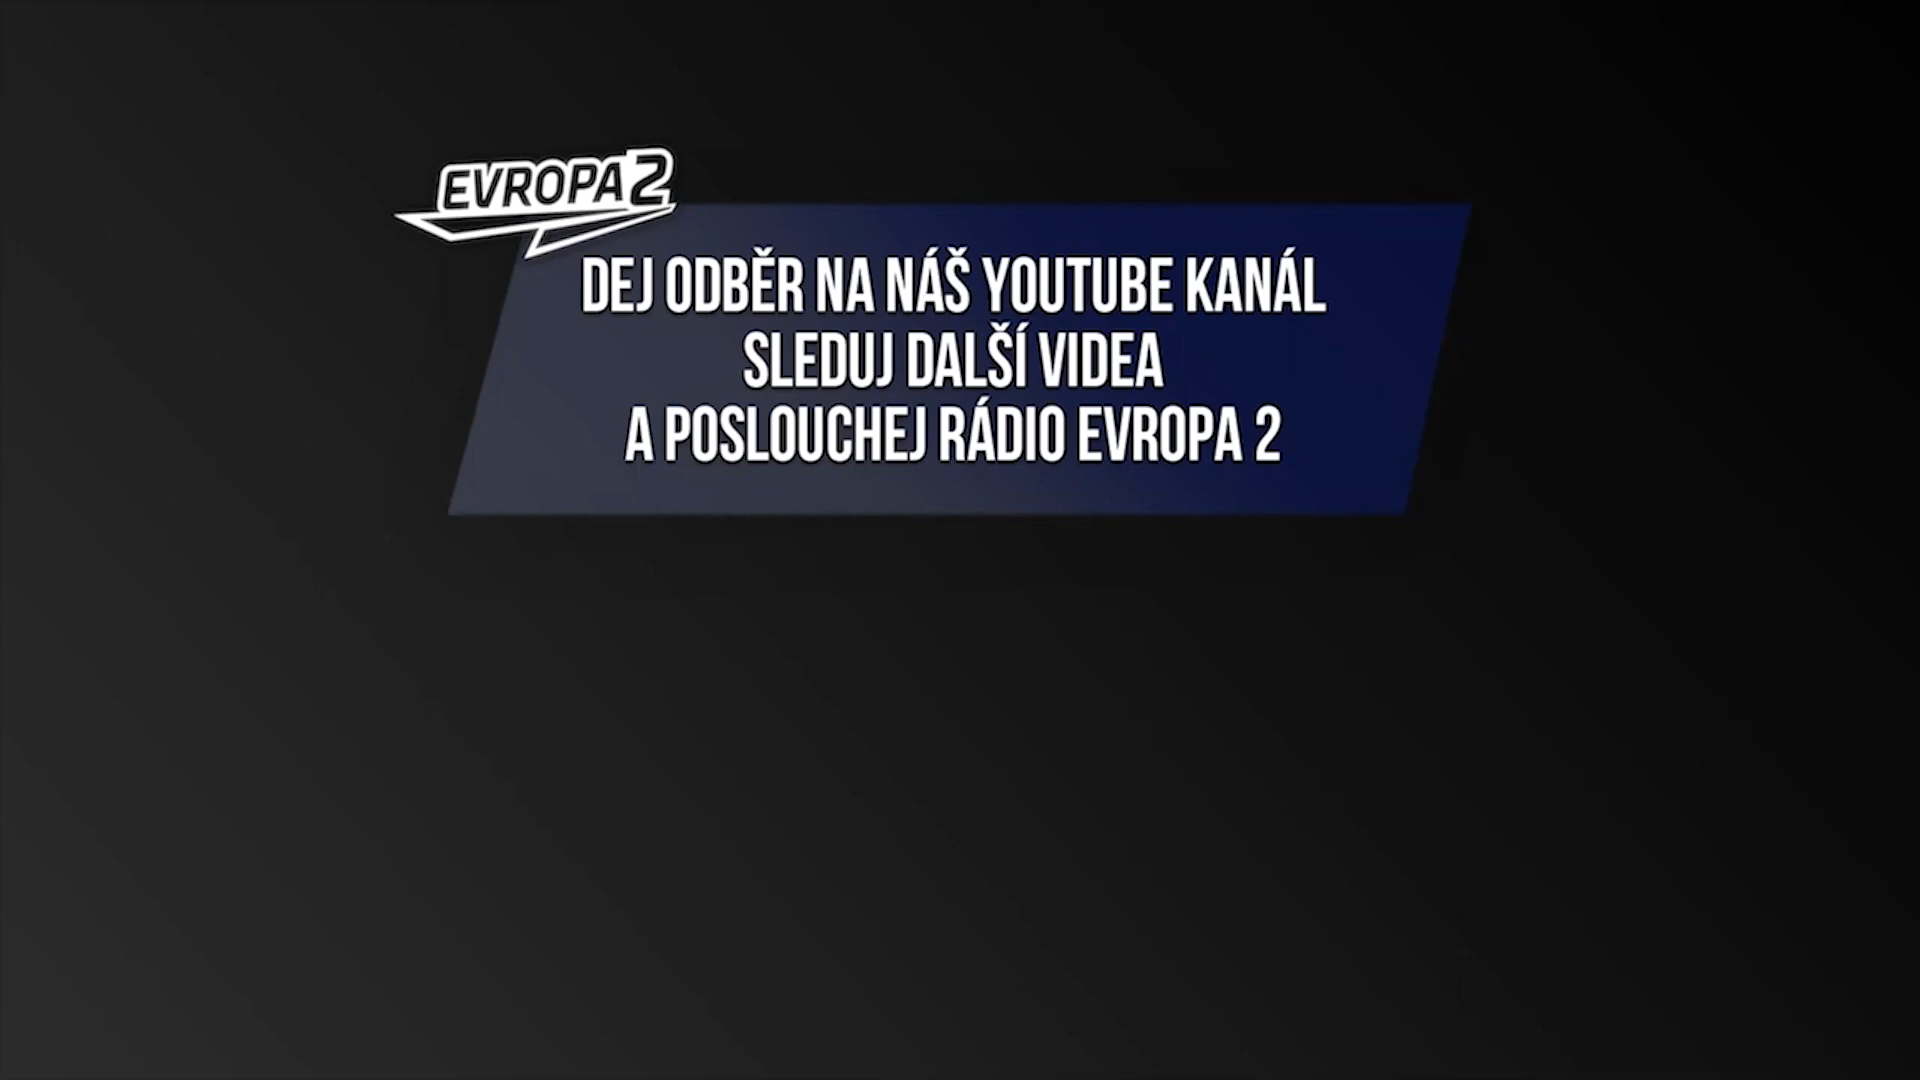 EVROPA 2
DEJ ODBĚR NA NÁŠ YOUTUBE KANÁL
SLEDUJ DALŠÍ VIDEA
A POSLOUCHEJ RÁDIO EVROPA 2